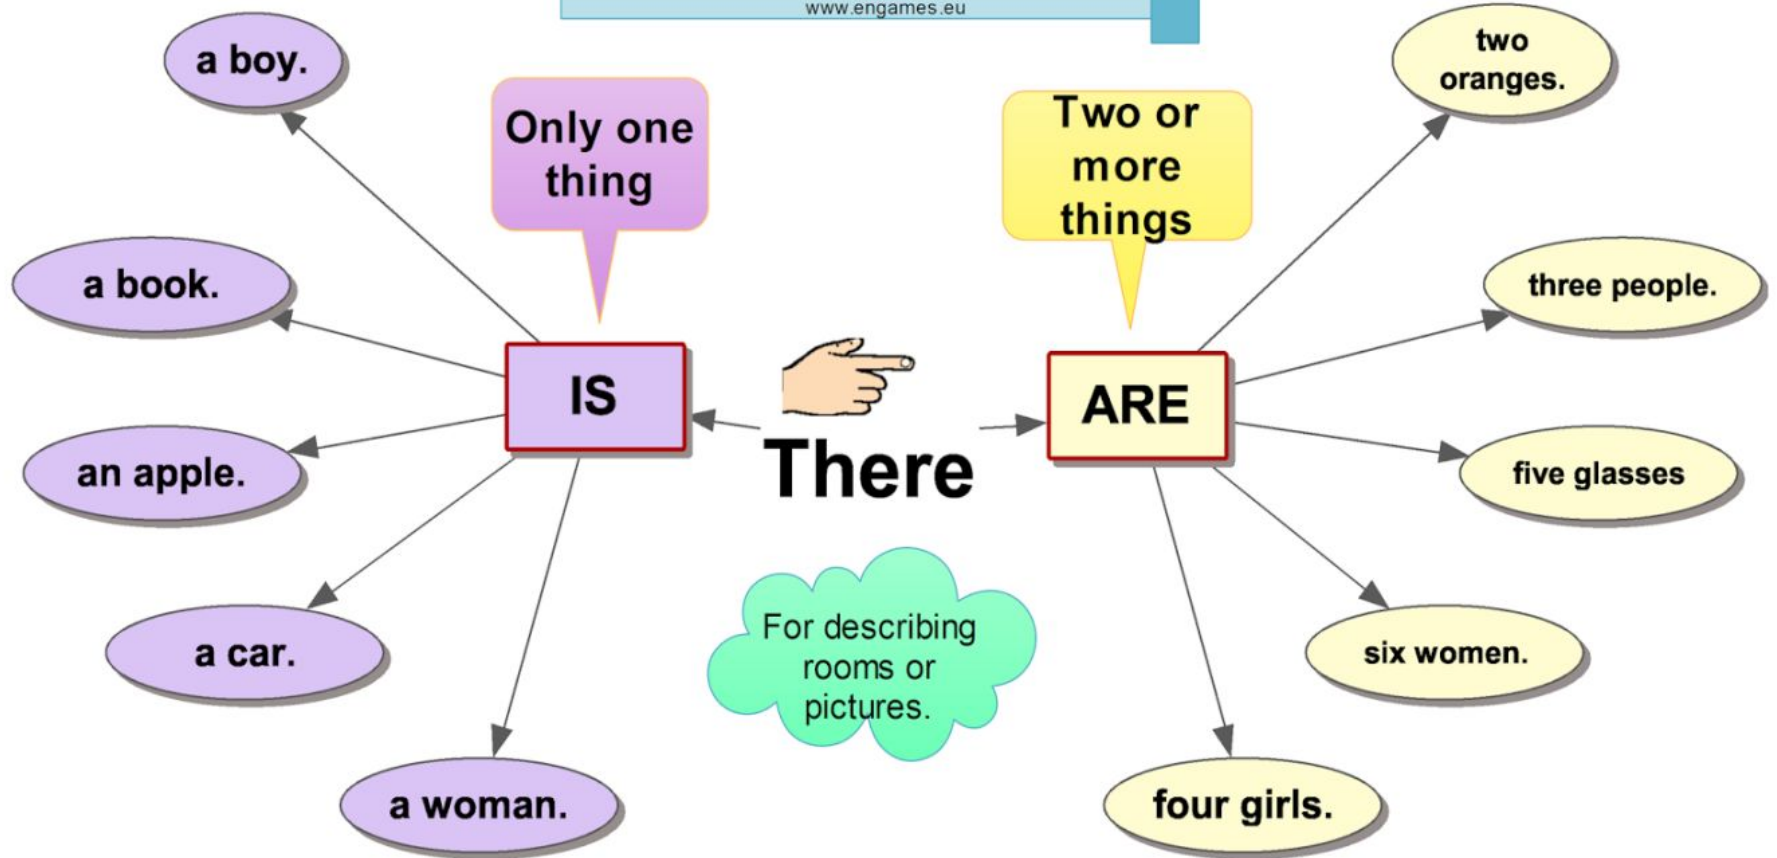 www.engames.eu
a boy.
Only one
thing
Two or
more
things
two
oranges.
a book.
three people.
IS
There
ARE
an apple.
five glasses
a car.
For describing
rooms or
pictures.
six women.
a woman.
four girls.